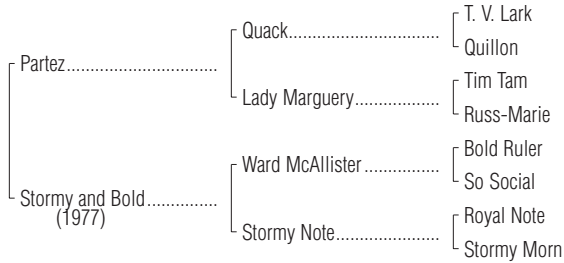 T. V. Lark
Quack
Quillon
Partez
Tim Tam
Lady Marguery
Russ-Marie
Bold Ruler
Ward McAllister
So Social
Stormy and Bold
(1977)
Royal Note
Stormy Note
Stormy Morn